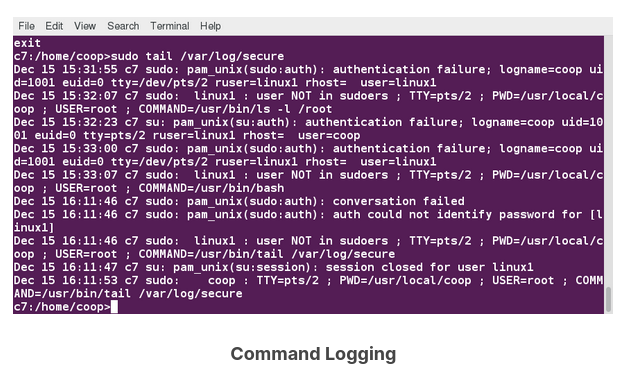 File Edit View Search Terminal Help
exit
c7:/home/coop>sudo tail /var/log/secure
Dec 15 15:31:55 c7 sudo: pam_unix(sudo:auth): authentication failure; logname=coop ui
d=1001 euid=0 tty=/dev/pts/2 ruser=linux1 rhost=  user=linux1
Dec 15 15:32:07 c7 sudo:  linux1 : user NOT in sudoers ; TTY=pts/2 ; PWD=/usr/local/c
oop ; USER=root ; COMMAND=/usr/bin/ls -l /root
Dec 15 15:32:23 c7 su: pam_unix(su:auth): authentication failure; logname=coop uid=10
01 euid=0 tty=pts/2 ruser=linux1 rhost=  user=coop
Dec 15 15:33:00 c7 sudo: pam_unix(sudo:auth): authentication failure; logname=coop ui
d=1001 euid=0 tty=/dev/pts/2 ruser=linux1 rhost=  user=linux1
Dec 15 15:33:07 c7 sudo:  linux1 : user NOT in sudoers ; TTY=pts/2 ; PWD=/usr/local/c
oop ; USER=root ; COMMAND=/usr/bin/bash
Dec 15 16:11:46 c7 sudo: pam_unix(sudo:auth): conversation failed
Dec 15 16:11:46 c7 sudo: pam_unix(sudo:auth): auth could not identify password for [l
inux1]
Dec 15 16:11:46 c7 sudo:  linux1 : user NOT in sudoers ; TTY=pts/2 ; PWD=/usr/local/c
oop ; USER=root ; COMMAND=/usr/bin/tail /var/log/secure
Dec 15 16:11:47 c7 su: pam_unix(su:session): session closed for user linux1
Dec 15 16:11:53 c7 sudo:    coop : TTY=pts/2 ; PWD=/usr/local/coop ; USER=root ; COMM
AND=/usr/bin/tail /var/log/secure
c7:/home/coop>
Command Logging